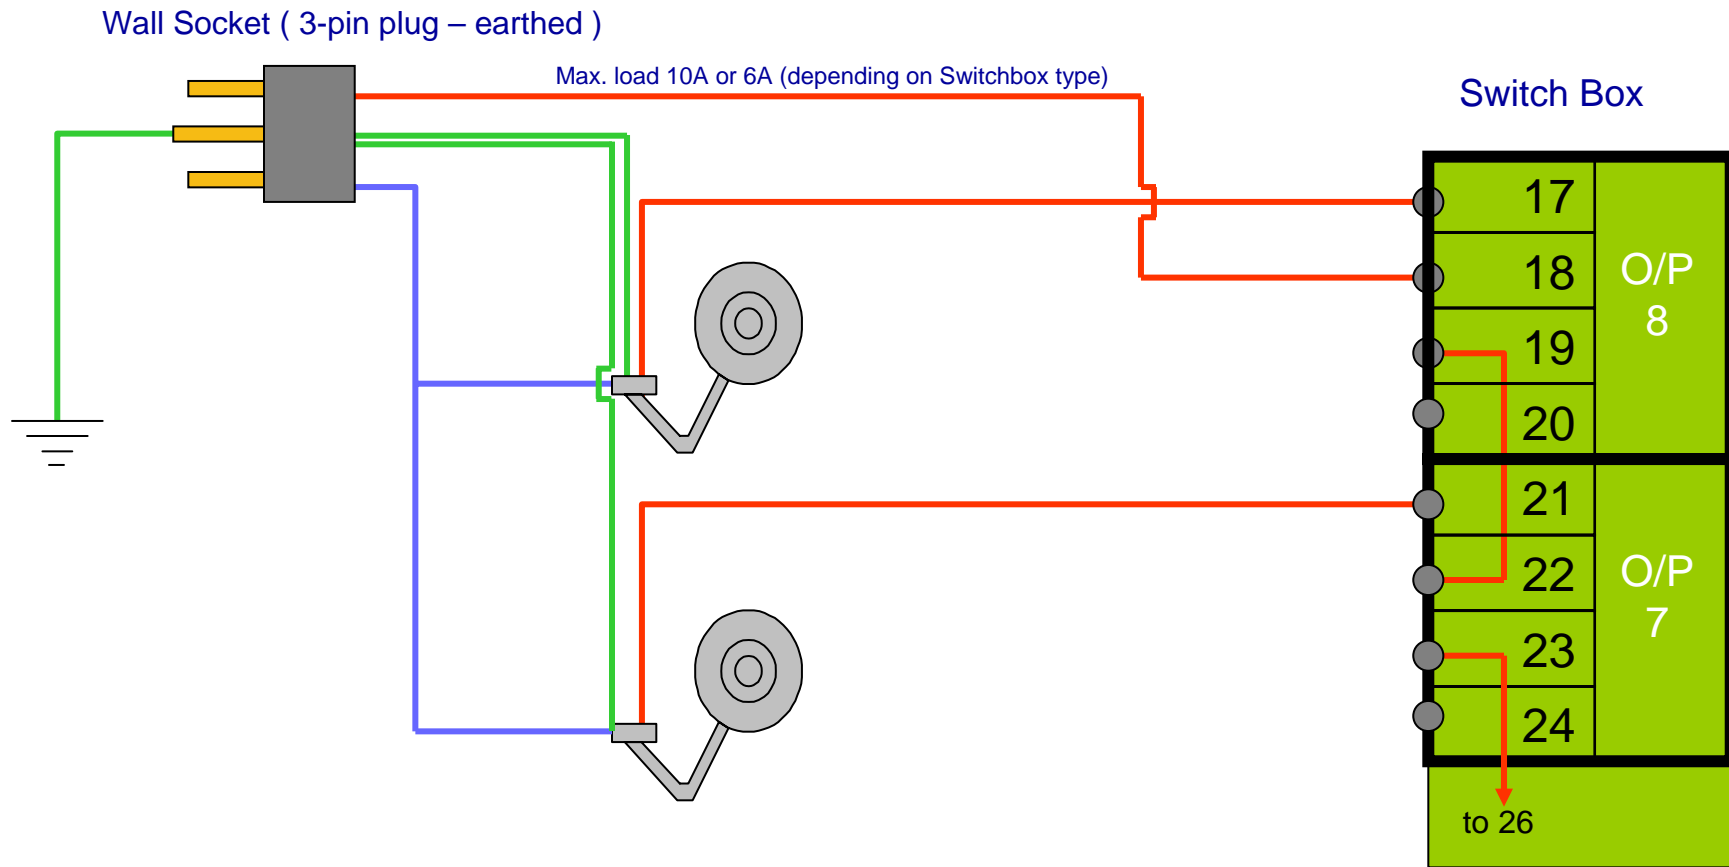 Wall Socket ( 3-pin plug – earthed )
Max. load 10A or 6A (depending on Switchbox type)
Switch Box
17
18
19
20
O/P
8
21
22
23
24
O/P
7
to 26